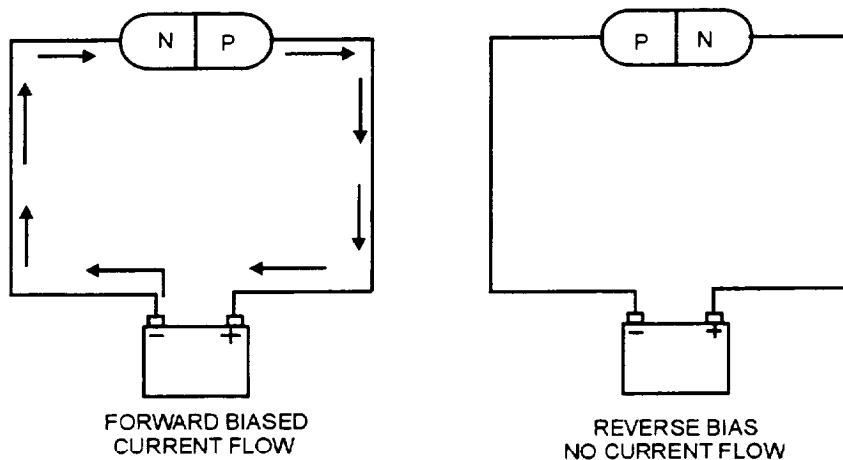 N P
- +
FORWARD BIASED
CURRENT FLOW
P N
- +
REVERSE BIAS
NO CURRENT FLOW